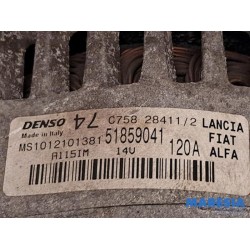 DENSO 74 C758 28411/2 LANCIA
Made in Italy
MS1012101381 51859041 FIAT
A115IM 14V 120A ALFA